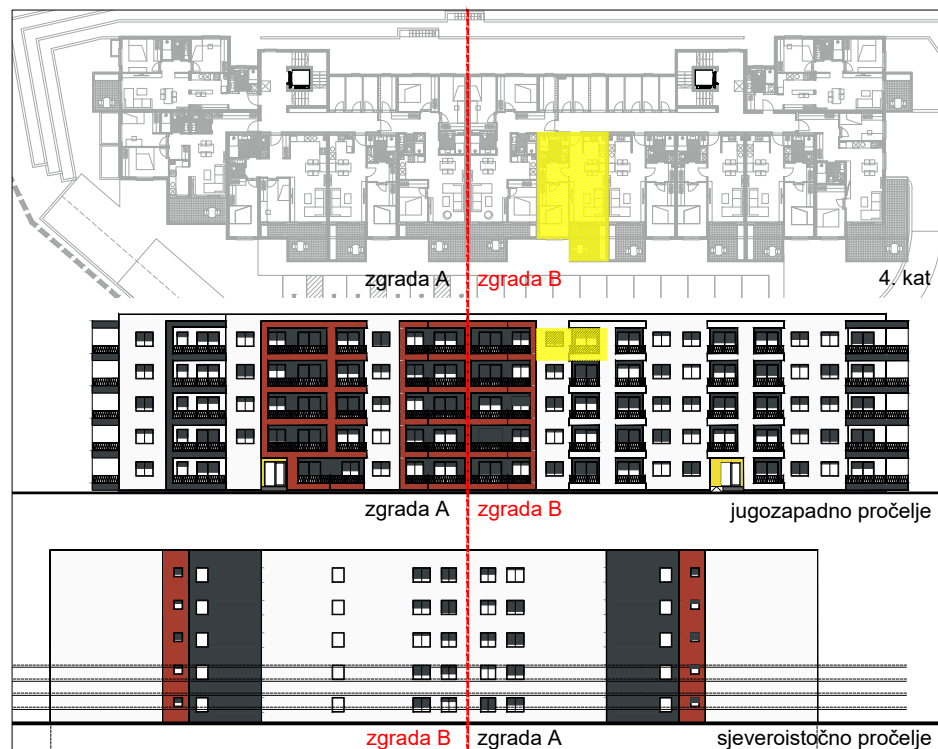 zgrada A zgrada B 4. kat
zgrada A zgrada B jugozapadno pročelje
zgrada B zgrada A sjeveroistočno pročelje